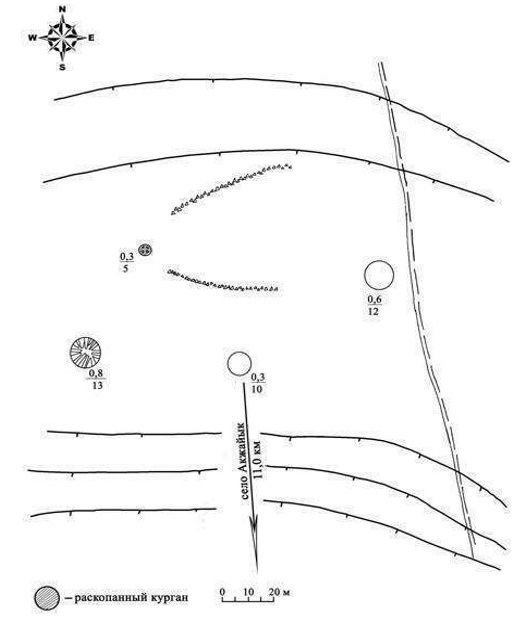 N
W E
S
0,3
5
0,6
12
0,8
13
0,3
10
село Акжайык
11,0 км
– раскопанный курган
0 10 20 м